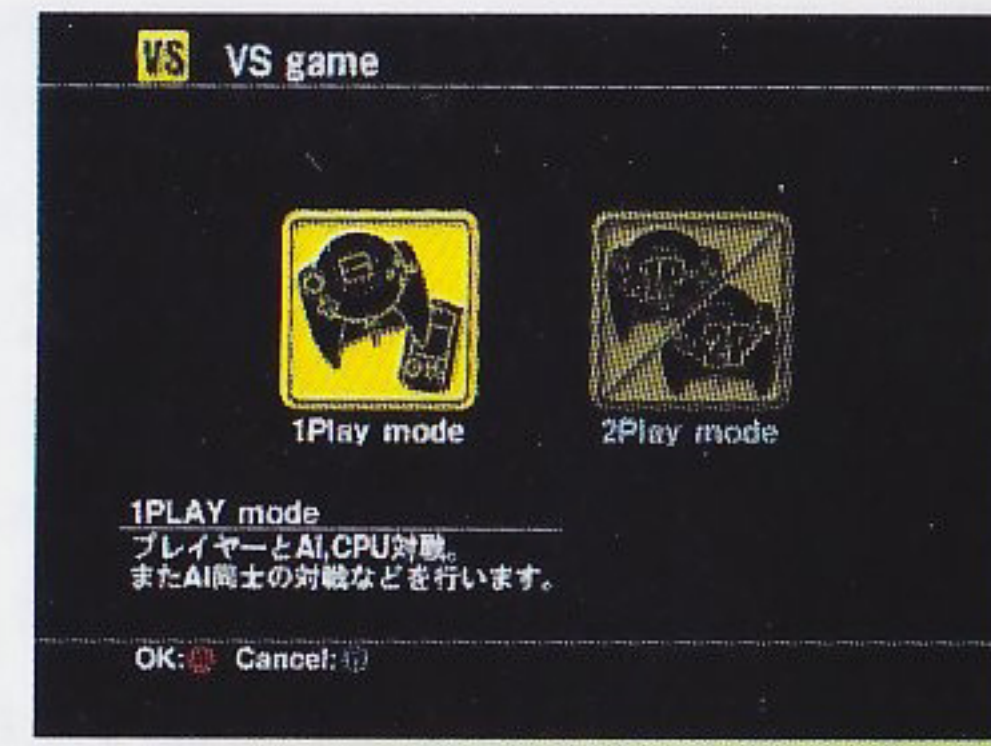 VS VS game
1Play mode 2Play mode
1PLAY mode
プレイヤーとAI,CPU対戦。
またAI同士の対戦などを行います。
OK: Cancel: